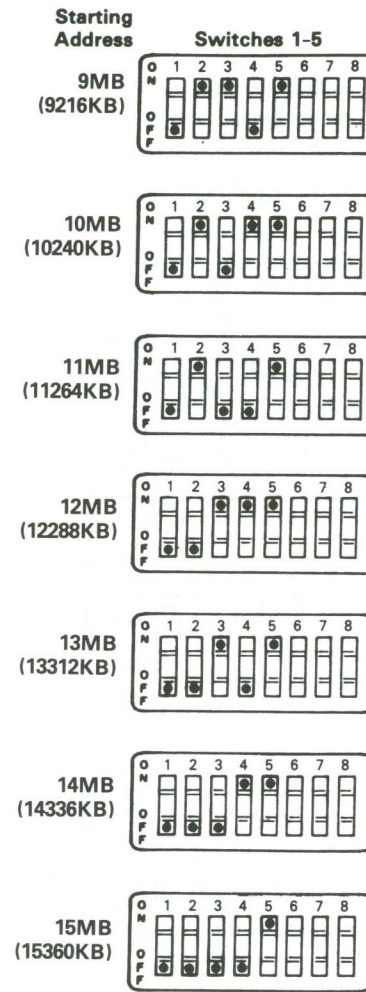 Starting
Address Switches 1-5
9MB
(9216KB)
ON OFF 1 2 3 4 5 6 7 8
10MB
(10240KB)
ON OFF 1 2 3 4 5 6 7 8
11MB
(11264KB)
ON OFF 1 2 3 4 5 6 7 8
12MB
(12288KB)
ON OFF 1 2 3 4 5 6 7 8
13MB
(13312KB)
ON OFF 1 2 3 4 5 6 7 8
14MB
(14336KB)
ON OFF 1 2 3 4 5 6 7 8
15MB
(15360KB)
ON OFF 1 2 3 4 5 6 7 8